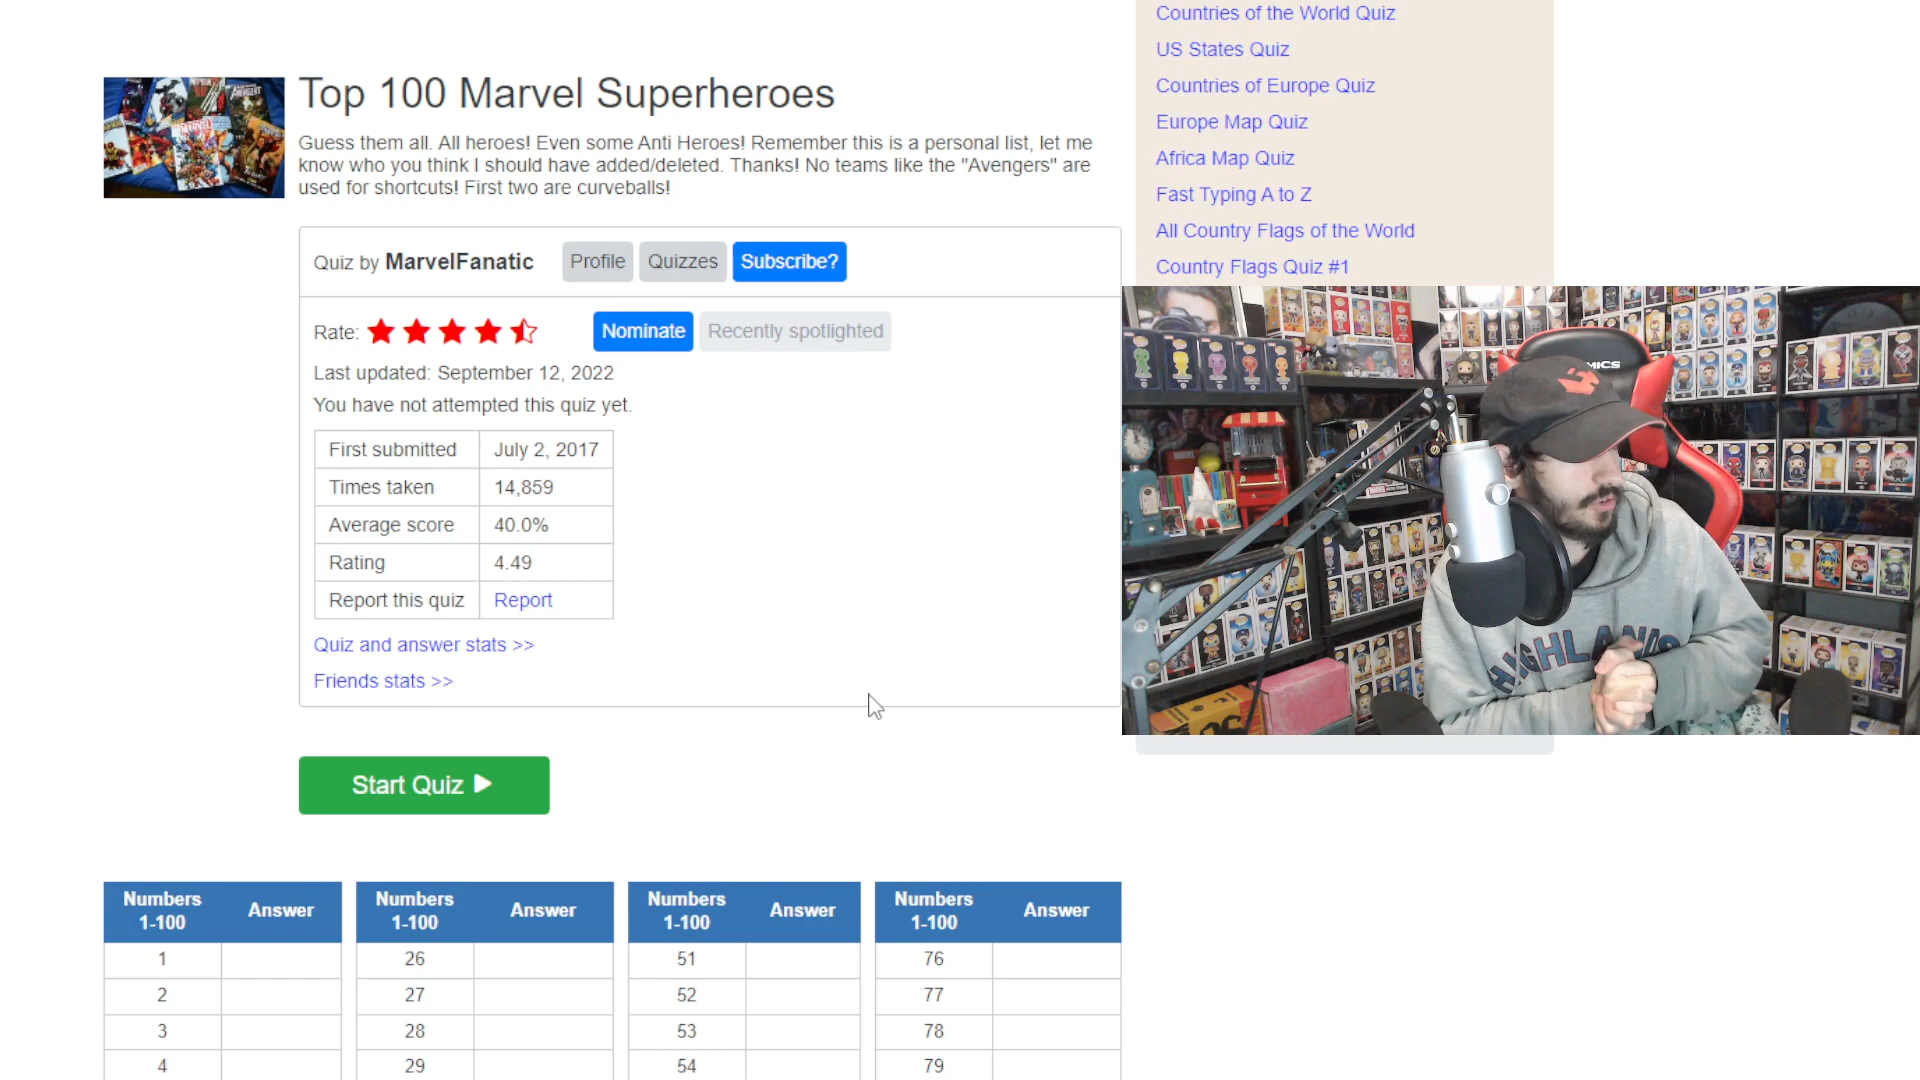 Top 100 Marvel Superheroes
Guess them all. All heroes! Even some Anti Heroes! Remember this is a personal list, let me
know who you think I should have added/deleted. Thanks! No teams like the "Avengers" are
used for shortcuts! First two are curveballs!
Quiz by MarvelFanatic Profile Quizzes Subscribe?
Rate: Nominate Recently spotlighted
Last updated: September 12, 2022
You have not attempted this quiz yet.
First submitted July 2, 2017
Times taken 14,859
Average score 40.0%
Rating 4.49
Report this quiz Report
Quiz and answer stats >>
Friends stats >>
Start Quiz
Countries of the World Quiz
US States Quiz
Countries of Europe Quiz
Europe Map Quiz
Africa Map Quiz
Fast Typing A to Z
All Country Flags of the World
Country Flags Quiz #1
MICS
HIGHLANDS
Numbers Answer Numbers Answer Numbers Answer Numbers Answer
1-100 1-100 1-100 1-100
1 26 51 76
2 27 52 77
3 28 53 78
4 29 54 79